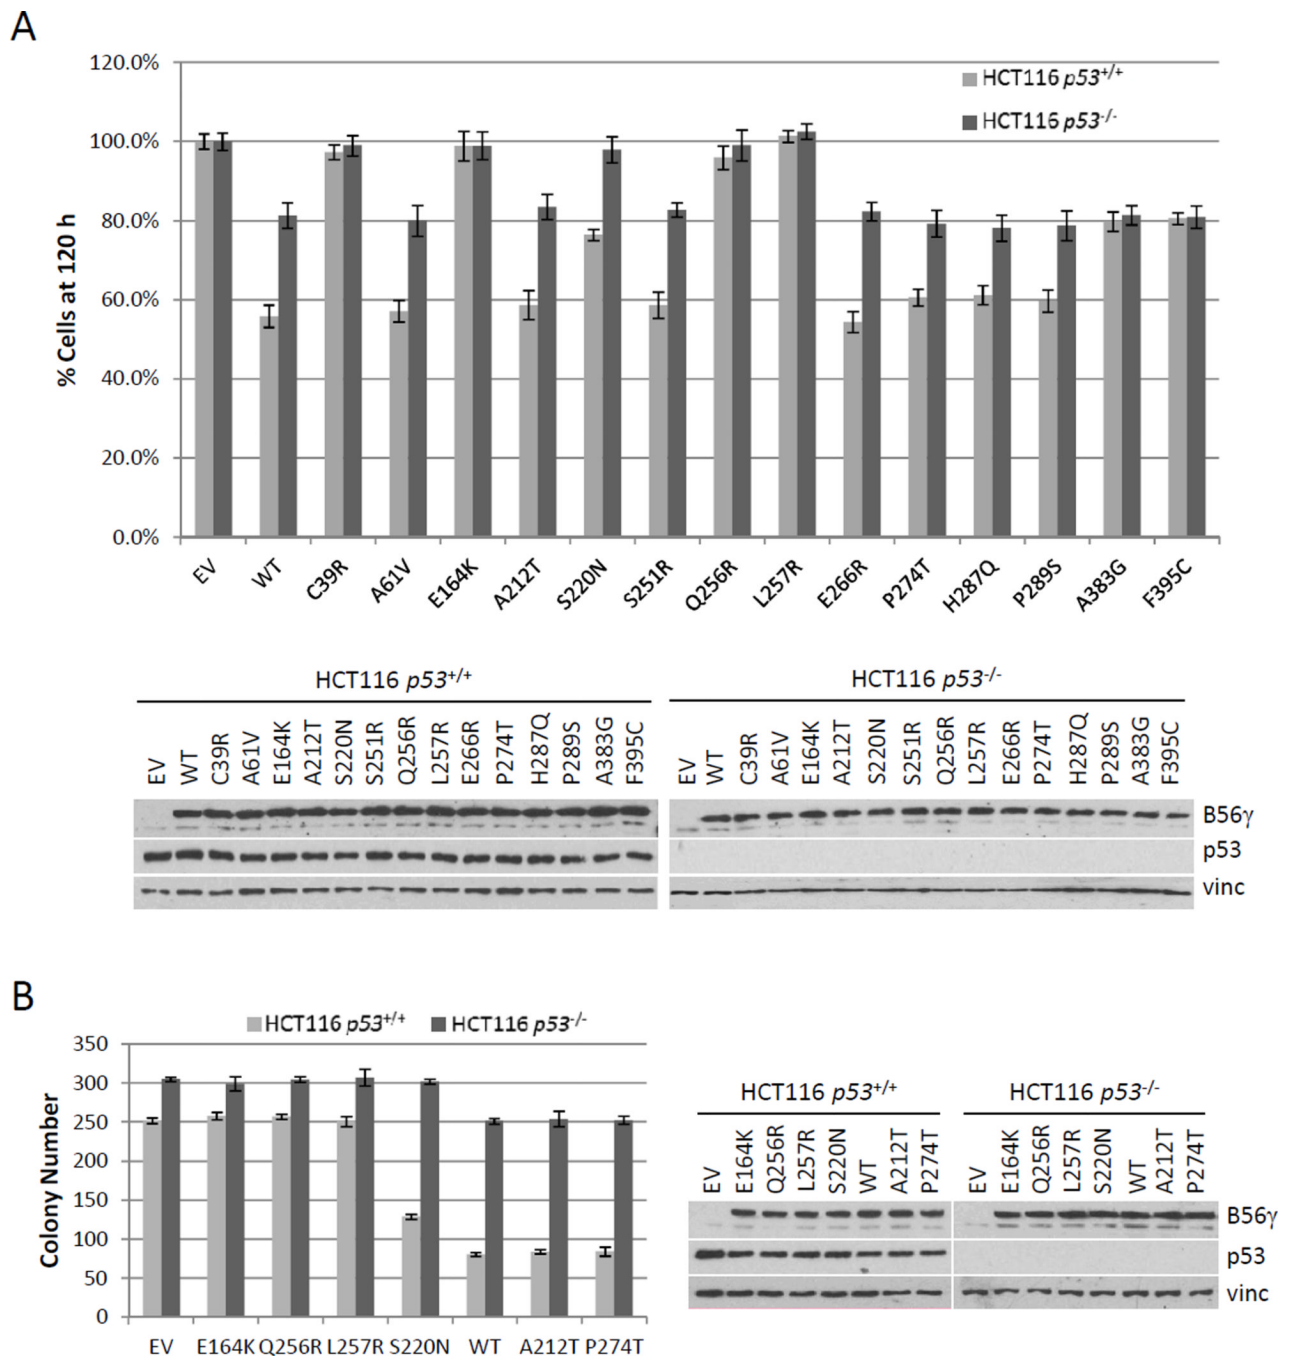 A
120.0%
100.0%
80.0%
60.0%
40.0%
20.0%
0.0%
% Cells at 120 h
HCT116 p53+/+
HCT116 p53-/-
EV WT C39R A61V E164K A212T S220N S251R Q256R L257R E266R P274T H287Q P289S A383G F395C
HCT116 p53+/+
HCT116 p53-/-
EV WT C39R A61V E164K A212T S220N S251R Q256R L257R E266R P274T H287Q P289S A383G F395C
EV WT C39R A61V E164K A212T S220N S251R Q256R L257R E266R P274T H287Q P289S A383G F395C
B56γ
p53
vinc
B
HCT116 p53+/+ HCT116 p53-/-
350
300
250
200
150
100
50
0
Colony Number
EV E164K Q256R L257R S220N WT A212T P274T
HCT116 p53+/+
HCT116 p53-/-
EV E164K Q256R L257R S220N WT A212T P274T
EV E164K Q256R L257R S220N WT A212T P274T
B56γ
p53
vinc